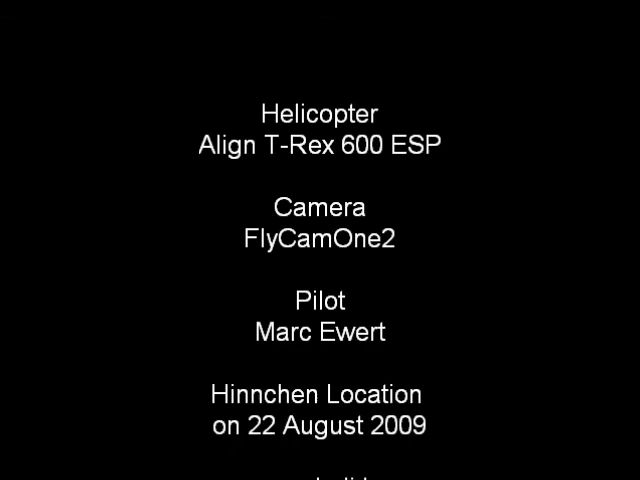 Helicopter
Align T-Rex 600 ESP
Camera
FlyCamOne2
Pilot
Marc Ewert
Hinnchen Location
on 22 August 2009